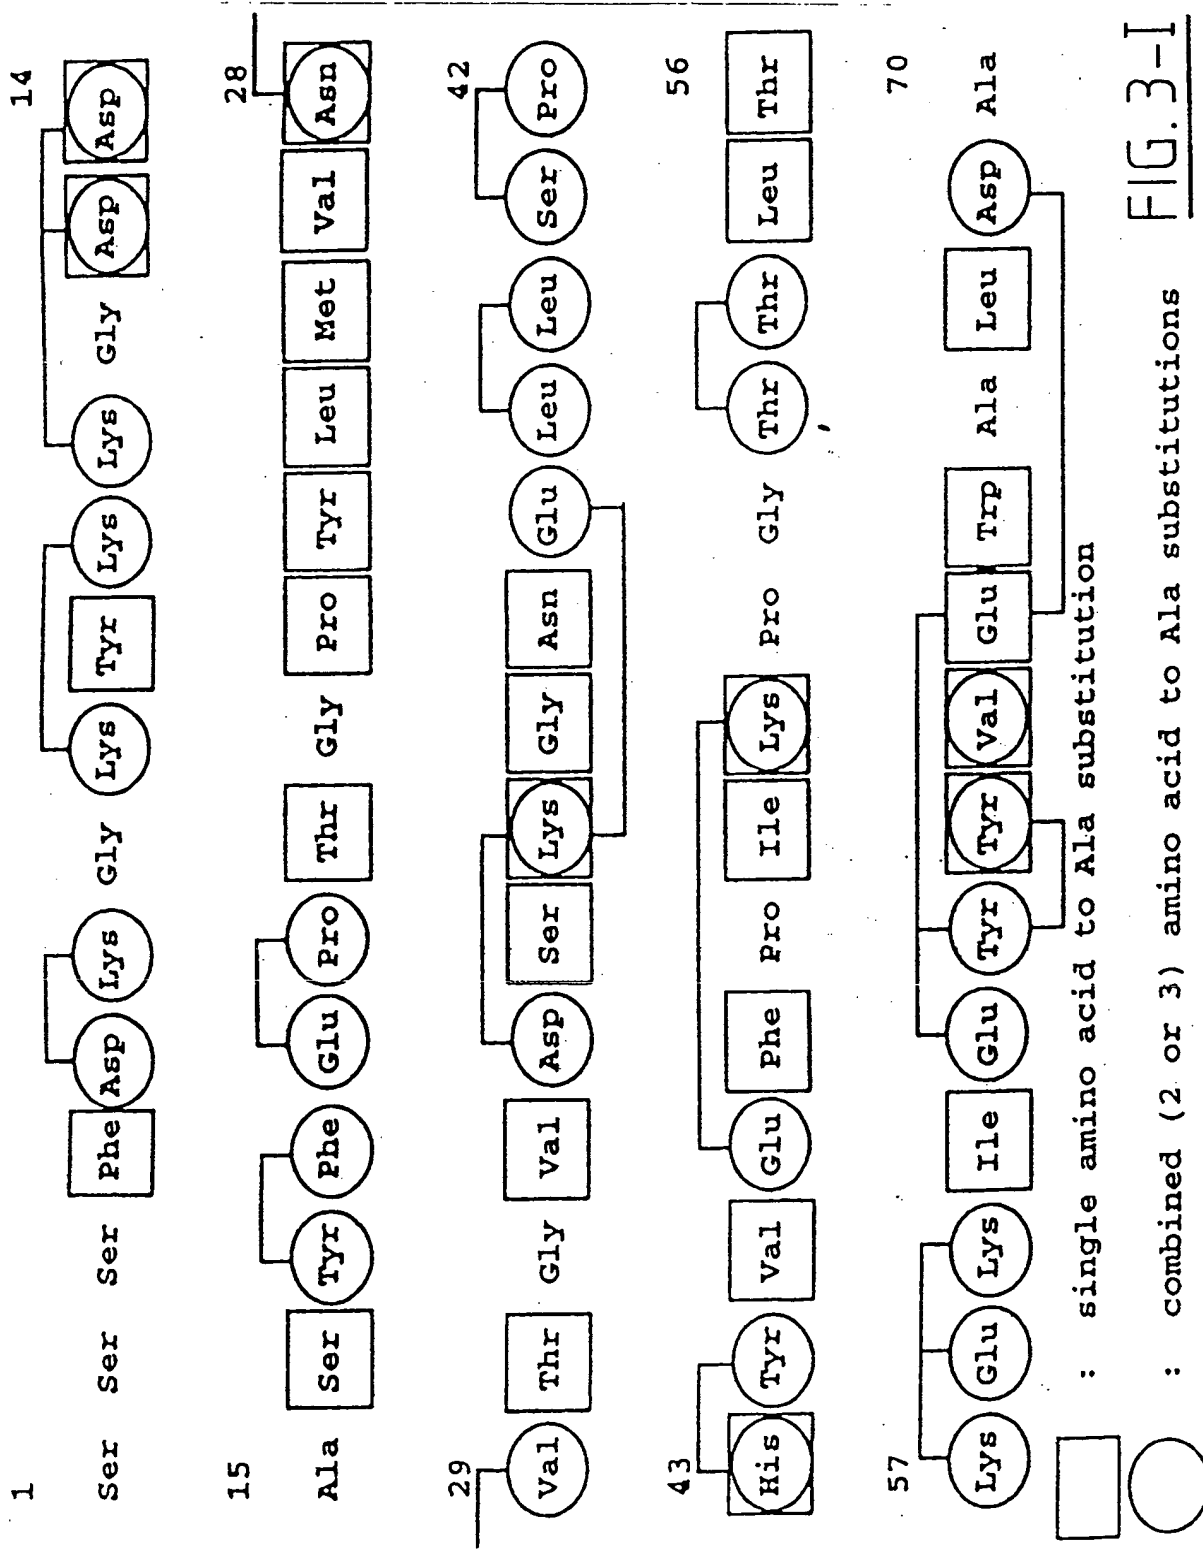 1 14
Ser Ser Ser Phe Asp Lys Gly Lys Tyr Lys Lys Gly Asp Asp
15 28
Ala Ser Tyr Phe Glu Pro Thr Gly Pro Tyr Leu Met Val Asn
29 42
Val Thr Gly Val Asp Ser Lys Gly Asn Glu Leu Leu Ser Pro
43 56
His Tyr Val Glu Phe Pro Ile Lys Pro Gly Thr Thr Leu Thr
57 70
Lys Glu Lys Ile Glu Tyr Tyr Val Glu Trp Ala Leu Asp Ala
: single amino acid to Ala substitution
: combined (2 or 3) amino acid to Ala substitutions
FIG. 3-I